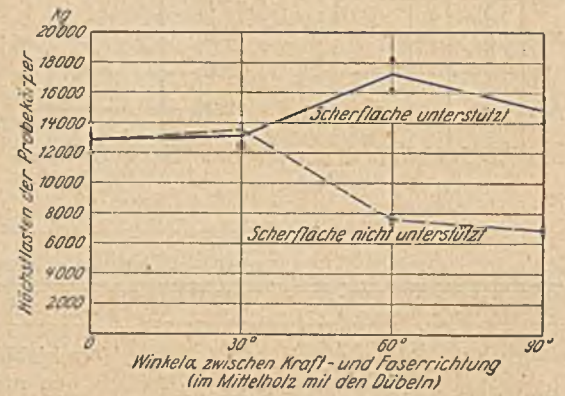 kg
20000
18000
16000
14000
12000
10000
8000
6000
4000
2000
Höchstlasten der Probekörper
Scherfläche unterstützt
Scherfläche nicht unterstützt
0 30° 60° 90°
Winkel α zwischen Kraft- und Faserrichtung
(im Mittelholz mit den Dübeln)